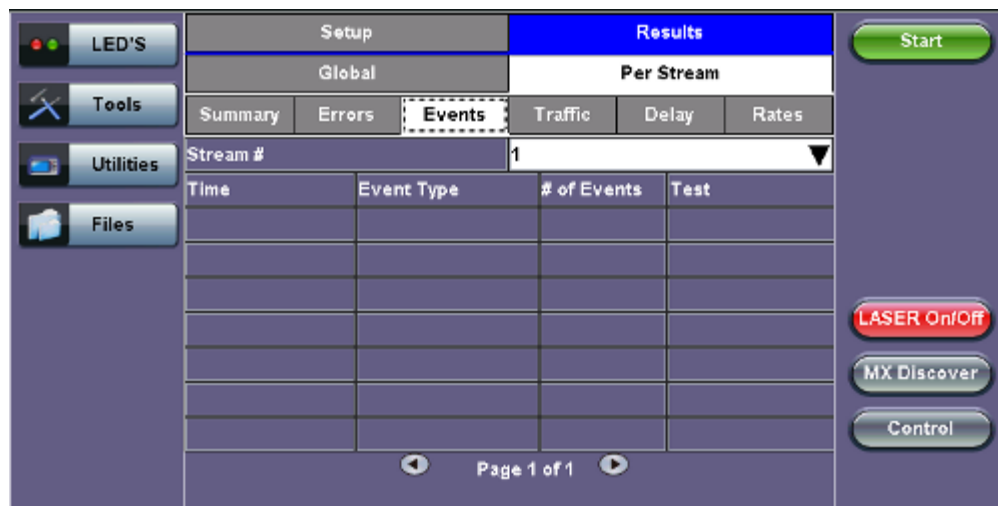 LED'S
Tools
Utilities
Files
Setup Results
Global Per Stream
Summary Errors Events Traffic Delay Rates
Stream # 1
Time Event Type # of Events Test
Page 1 of 1
Start
LASER On/Off
MX Discover
Control